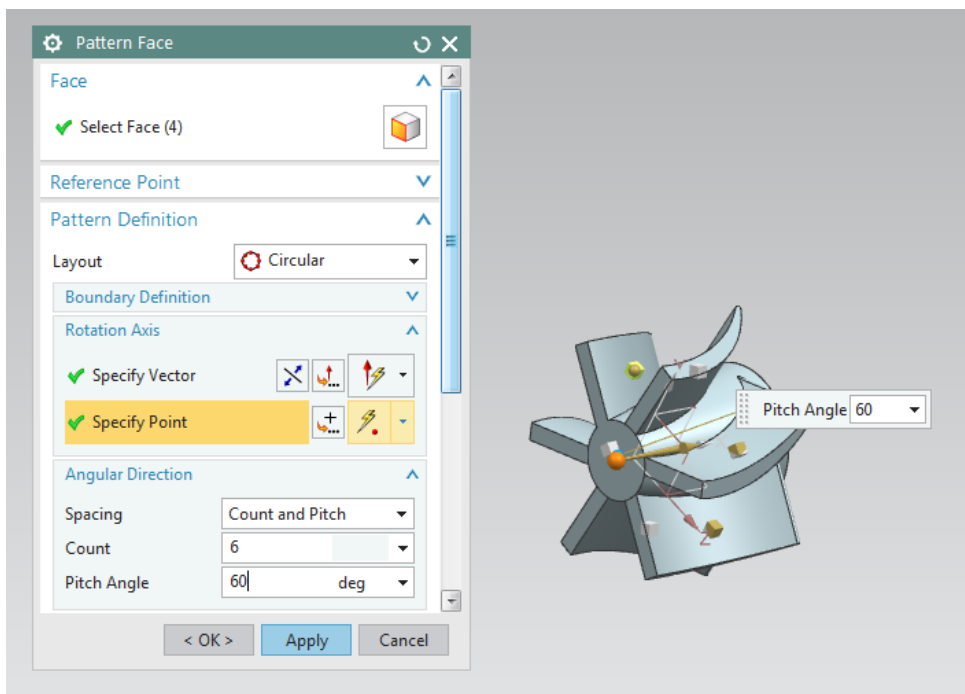 Pattern Face
Face
Select Face (4)
Reference Point
Pattern Definition
Layout Circular
Boundary Definition
Rotation Axis
Specify Vector
Specify Point
Angular Direction
Spacing Count and Pitch
Count 6
Pitch Angle 60 deg
< OK > Apply Cancel
Pitch Angle 60
Z